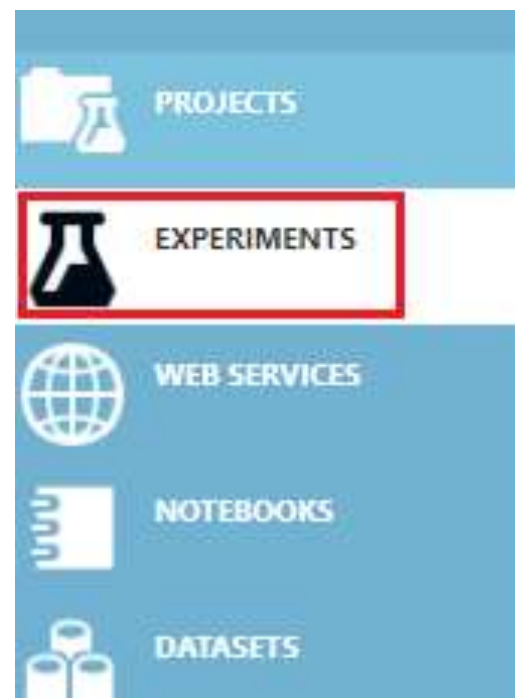 PROJECTS
EXPERIMENTS
WEB SERVICES
NOTEBOOKS
DATASETS